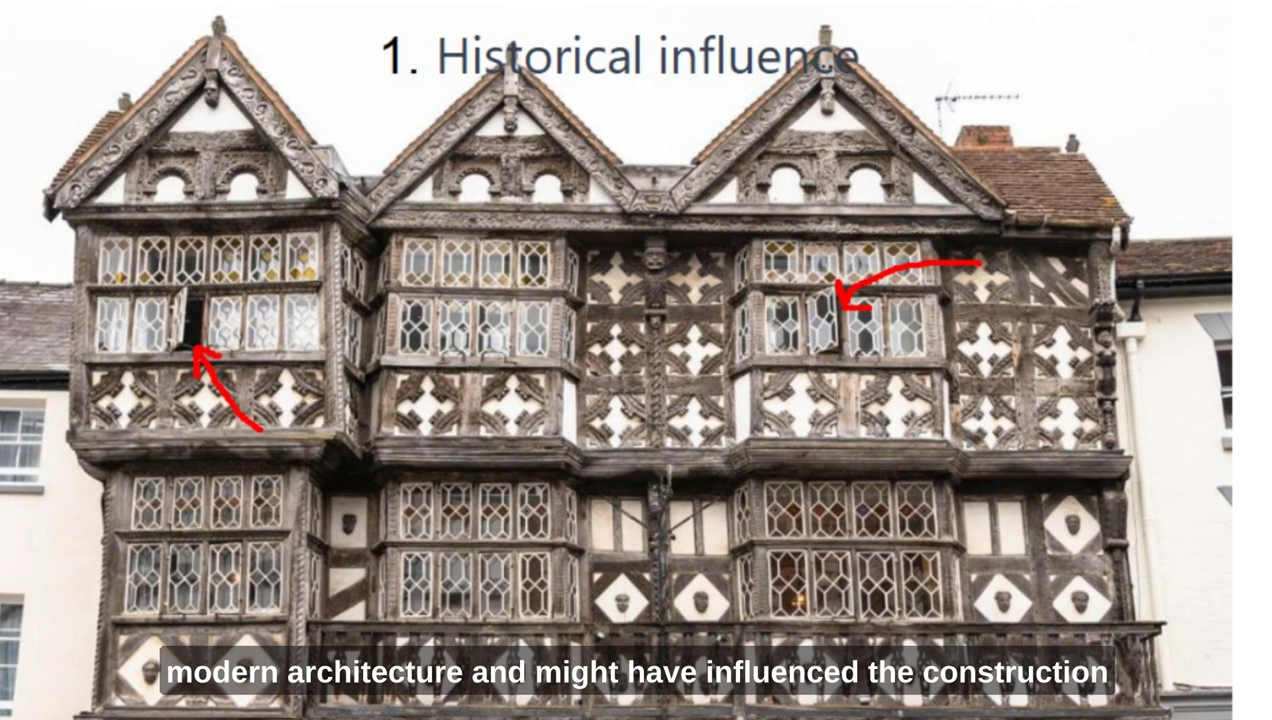 1. Historical influence
modern architecture and might have influenced the construction